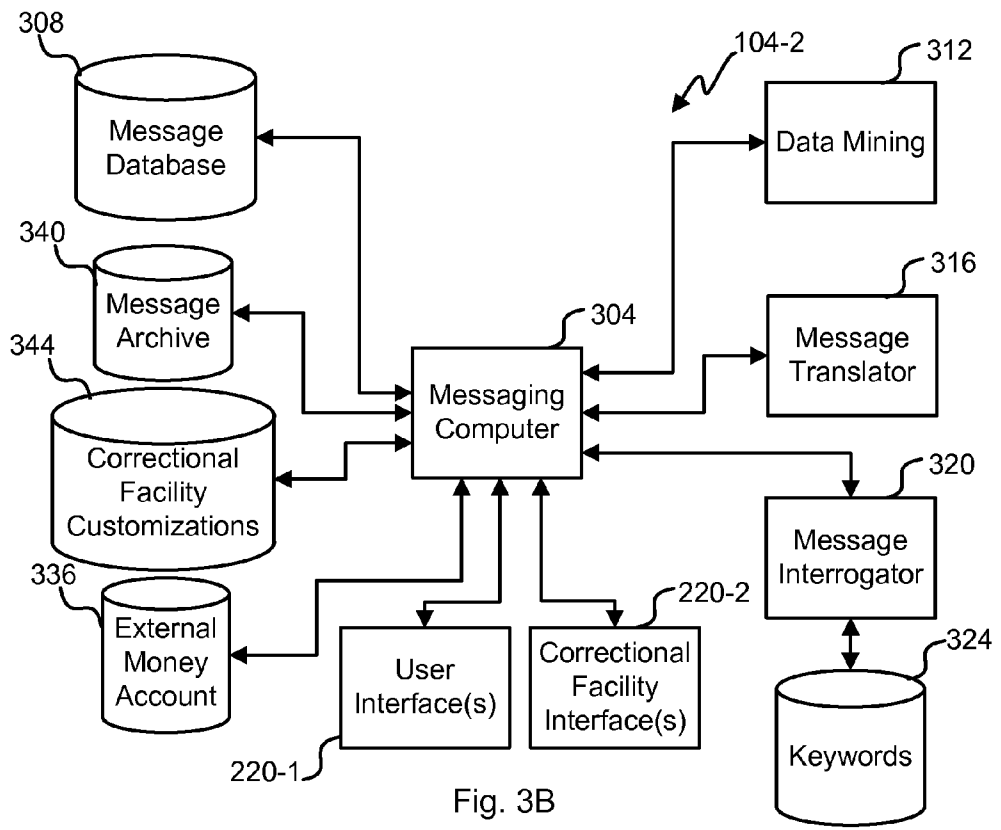 308
Message
Database
104-2
312
Data Mining
340
Message
Archive
316
Message
Translator
304
Messaging
Computer
344
Correctional
Facility
Customizations
320
Message
Interrogator
336
External
Money
Account
User
Interface(s)
220-1
220-2
Correctional
Facility
Interface(s)
324
Keywords
Fig. 3B